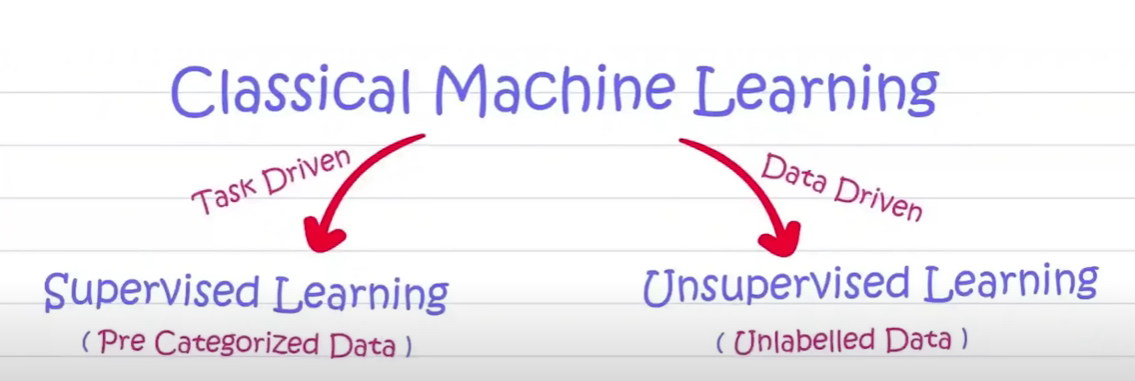 Classical Machine Learning
Task Driven
Data Driven
Supervised Learning
Unsupervised Learning
( Pre Categorized Data )
( Unlabelled Data )